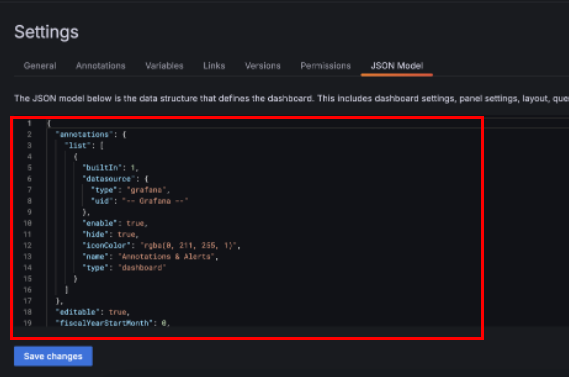 Settings
General Annotations Variables Links Versions Permissions JSON Model
The JSON model below is the data structure that defines the dashboard. This includes dashboard settings, panel settings, layout,
1 {
2 "annotations": {
3 "list": [
4 {
5 "builtIn": 1,
6 "datasource": {
7 "type": "grafana",
8 "uid": "-- Grafana --"
9 },
10 "enable": true,
11 "hide": true,
12 "iconColor": "rgba(0, 211, 255, 1)",
13 "name": "Annotations & Alerts",
14 "type": "dashboard"
15 }
16 ]
17 },
18 "editable": true,
19 "fiscalYearStartMonth": 0,
Save changes